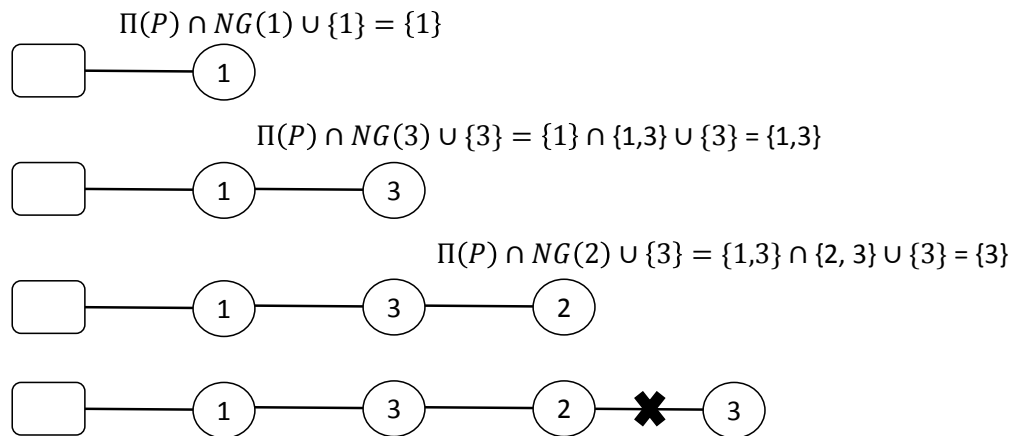 Π(P) ∩ NG(1) ∪ {1} = {1}
1
Π(P) ∩ NG(3) ∪ {3} = {1} ∩ {1,3} ∪ {3} = {1,3}
1 3
Π(P) ∩ NG(2) ∪ {3} = {1,3} ∩ {2, 3} ∪ {3} = {3}
1 3 2
1 3 2 3